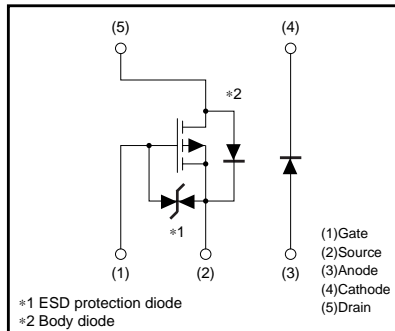 (5) (4)
∗2
∗1
(1) (2) (3)
(1)Gate
(2)Source
(3)Anode
(4)Cathode
(5)Drain
∗1 ESD protection diode
∗2 Body diode